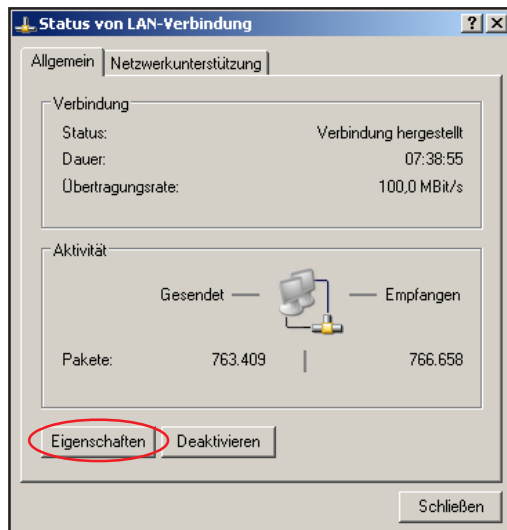 Status von LAN-Verbindung
Allgemein Netzwerkunterstützung
Verbindung
Status: Verbindung hergestellt
Dauer: 07:38:55
Übertragungsrate: 100,0 MBit/s
Aktivität
Gesendet Empfangen
Pakete: 763.409 766.658
Eigenschaften Deaktivieren
Schließen